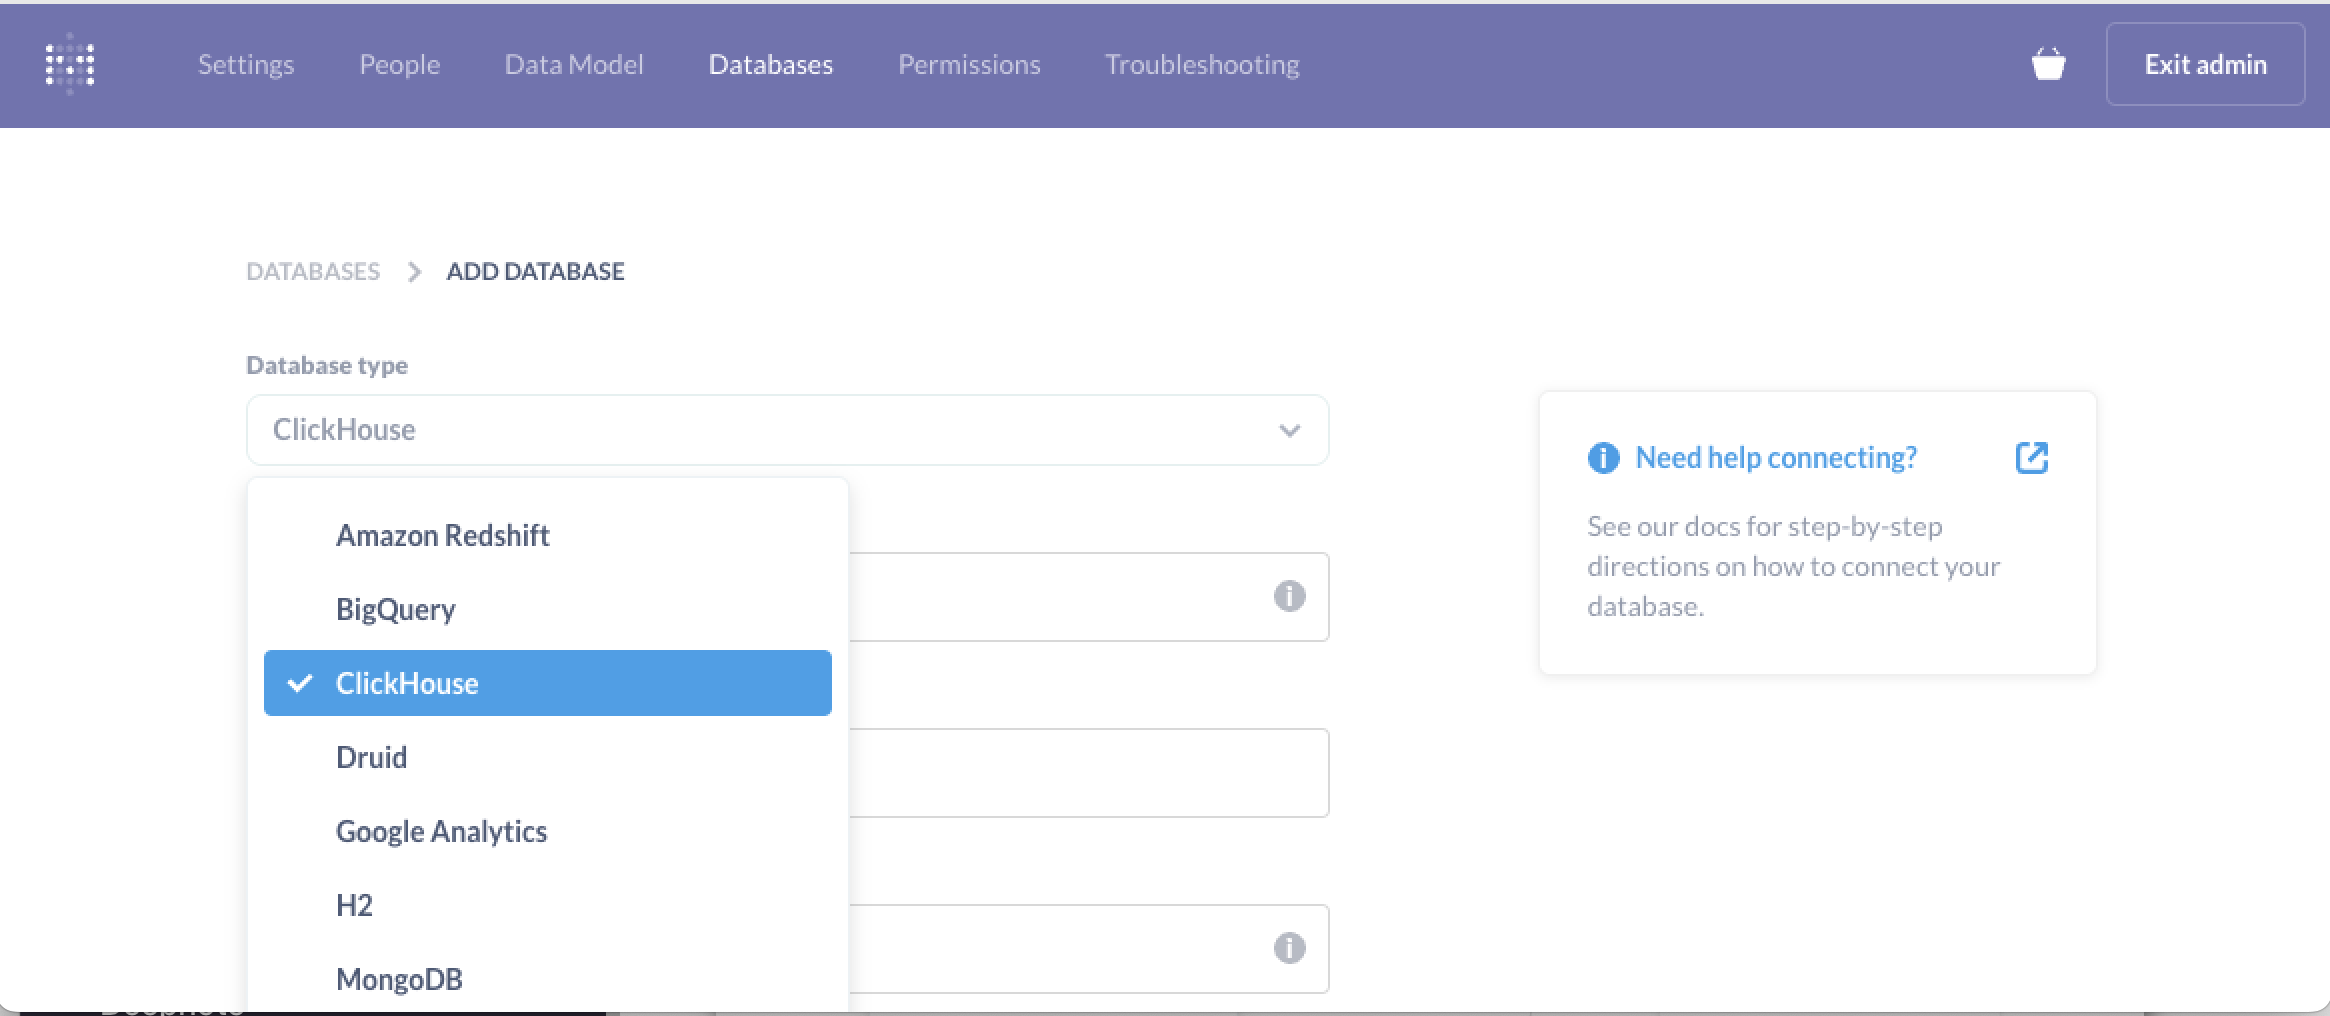 Settings
People
Data Model
Databases
Permissions
Troubleshooting
Exit admin
DATABASES
ADD DATABASE
Database type
ClickHouse
Amazon Redshift
BigQuery
ClickHouse
Druid
Google Analytics
H2
MongoDB
Need help connecting?
See our docs for step-by-step
directions on how to connect your
database.